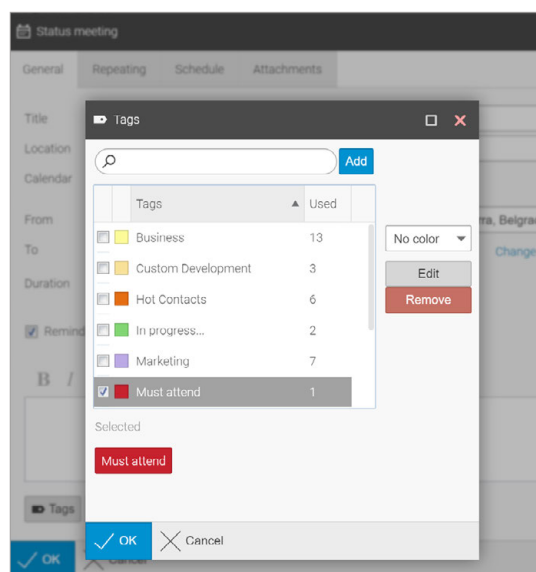 Status meeting
General Repeating Schedule Attachments
Title
Location
Calendar
From
To
Duration
Change
Remind
B I
Tags
OK
Cancel
Tags
Add
Tags Used
Business 13
Custom Development 3
Hot Contacts 6
In progress... 2
Marketing 7
Must attend 1
No color
Edit
Remove
Selected
Must attend
OK Cancel